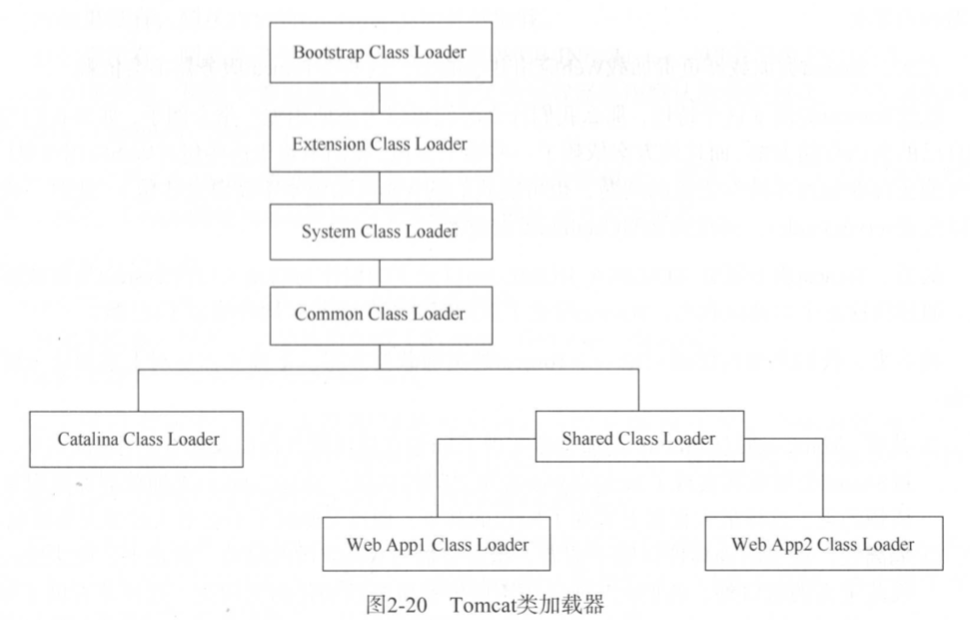 Bootstrap Class Loader
Extension Class Loader
System Class Loader
Common Class Loader
Catalina Class Loader
Shared Class Loader
Web App1 Class Loader
Web App2 Class Loader
图2-20 Tomcat类加载器